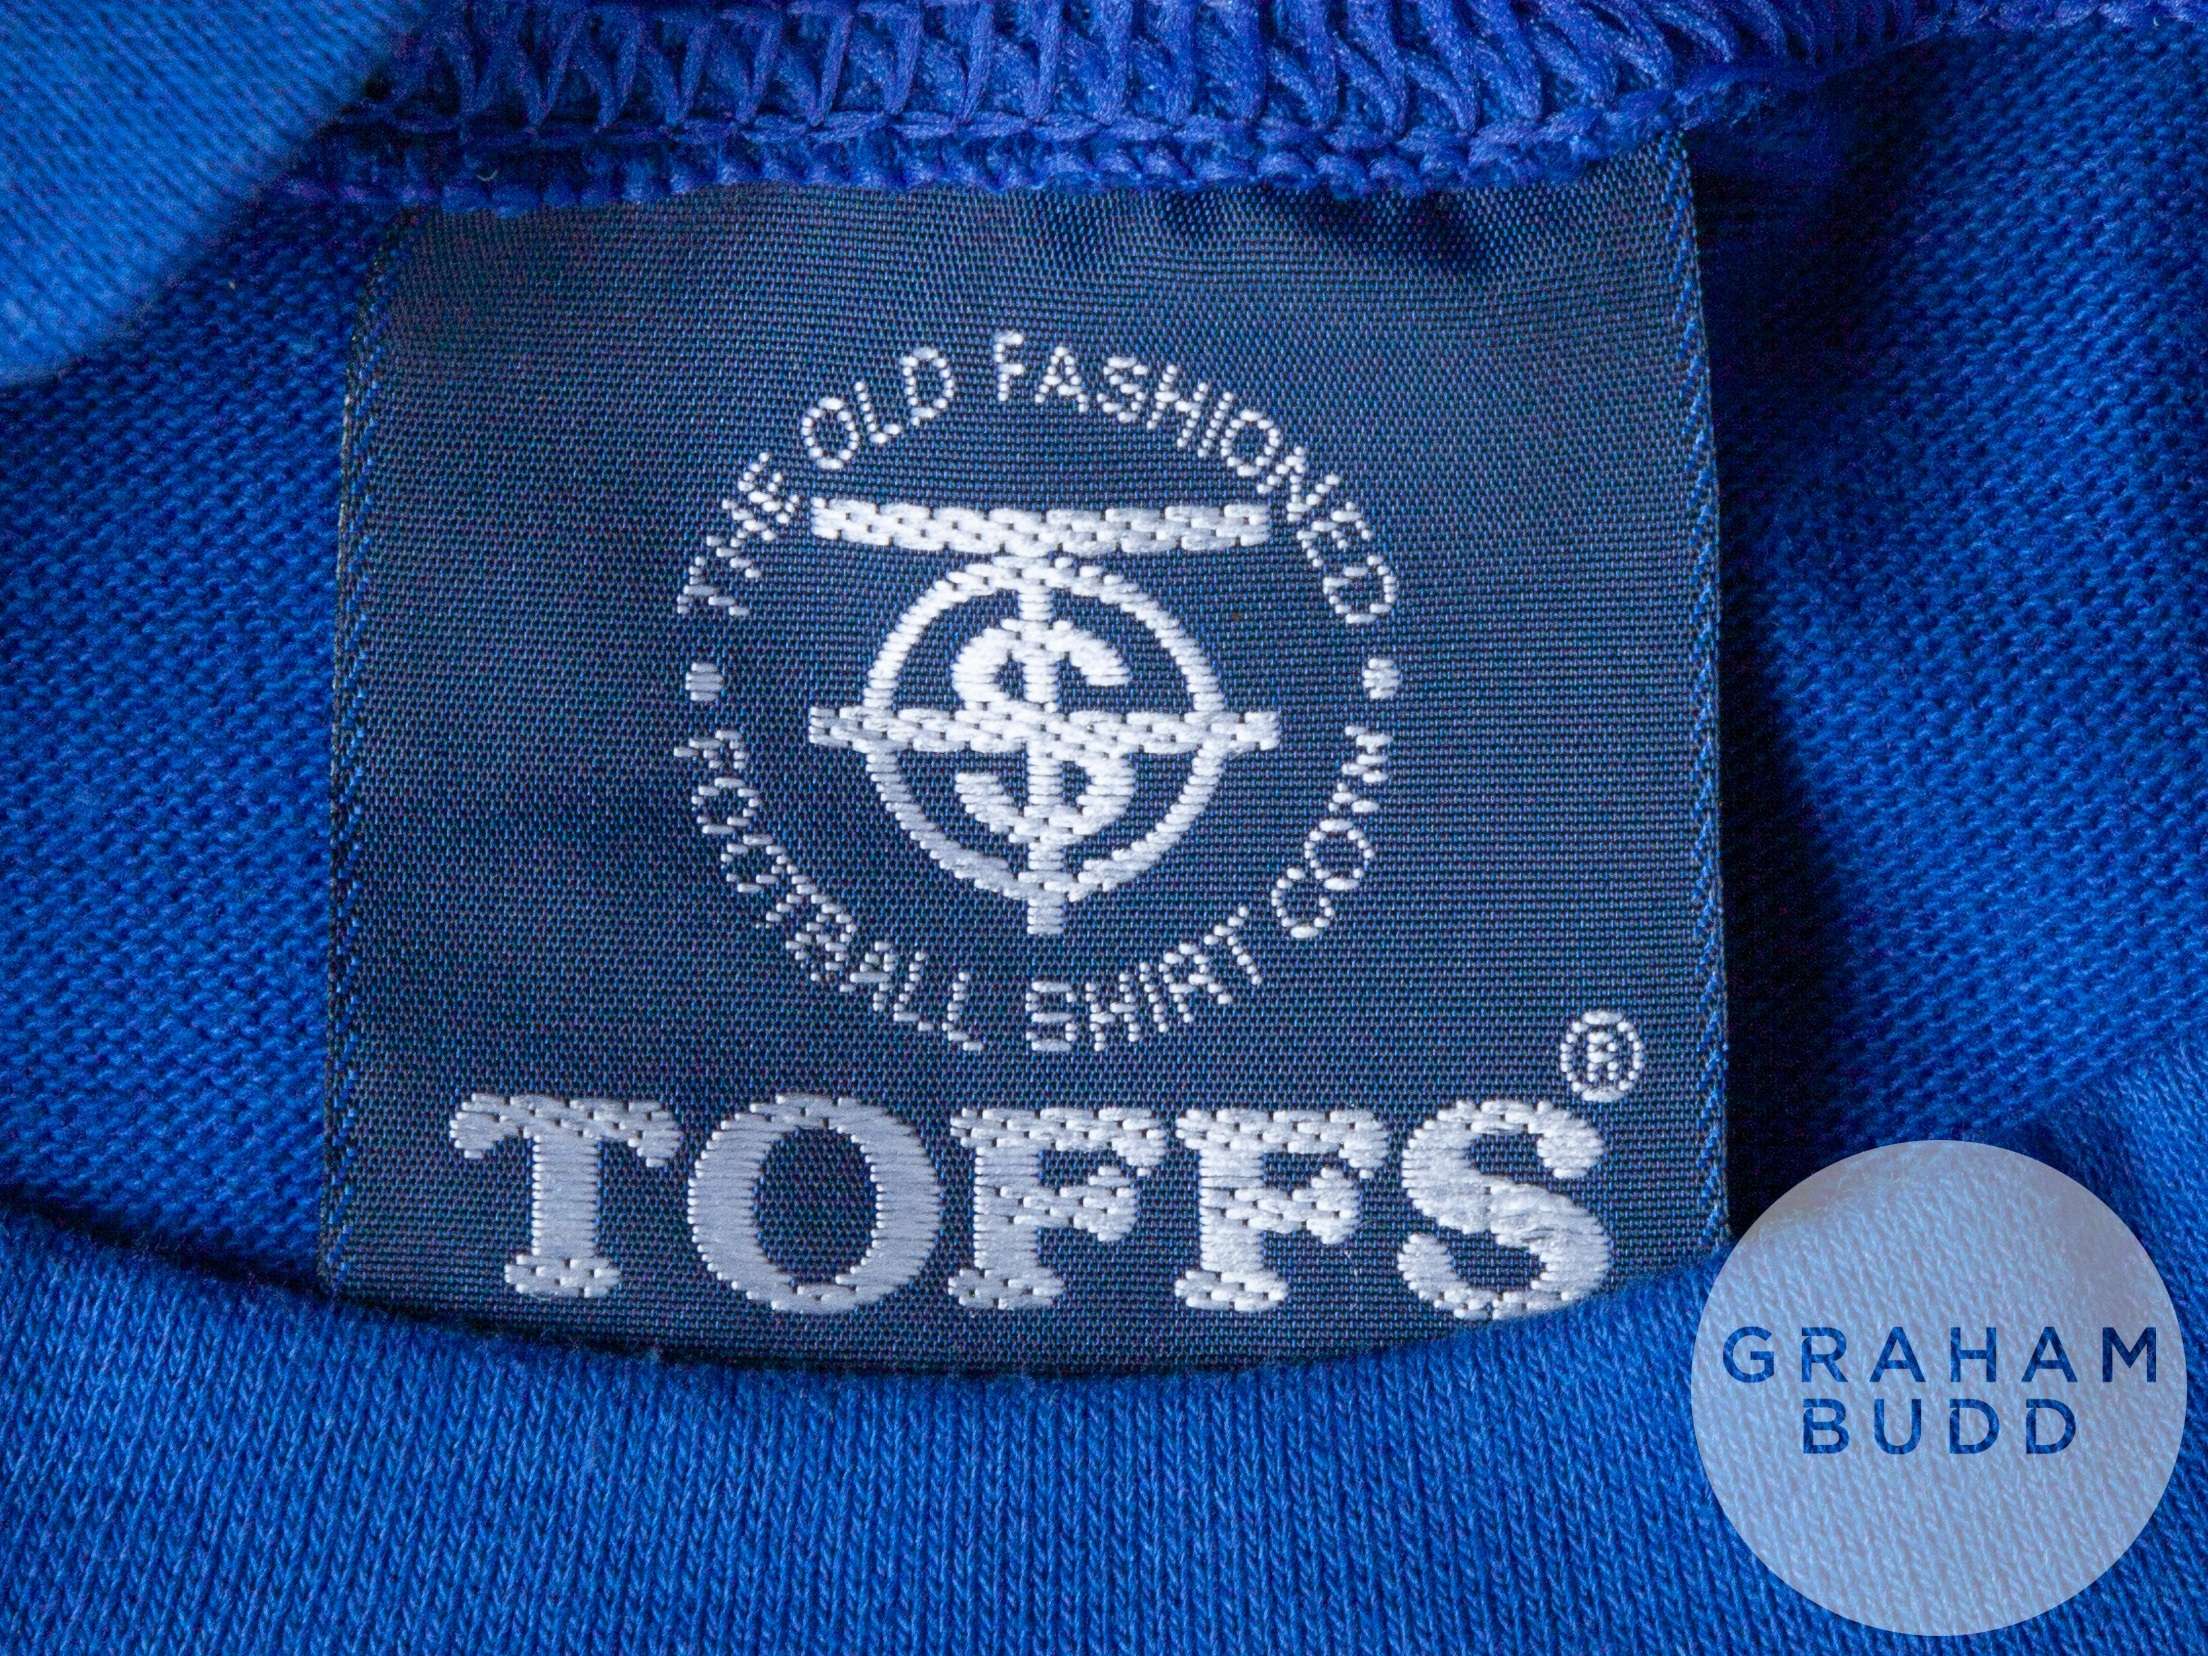 THE OLD FASHIONED
• FOOTBALL SHIRT CO M/C •
TOFFS®
GRAHAM
BUDD